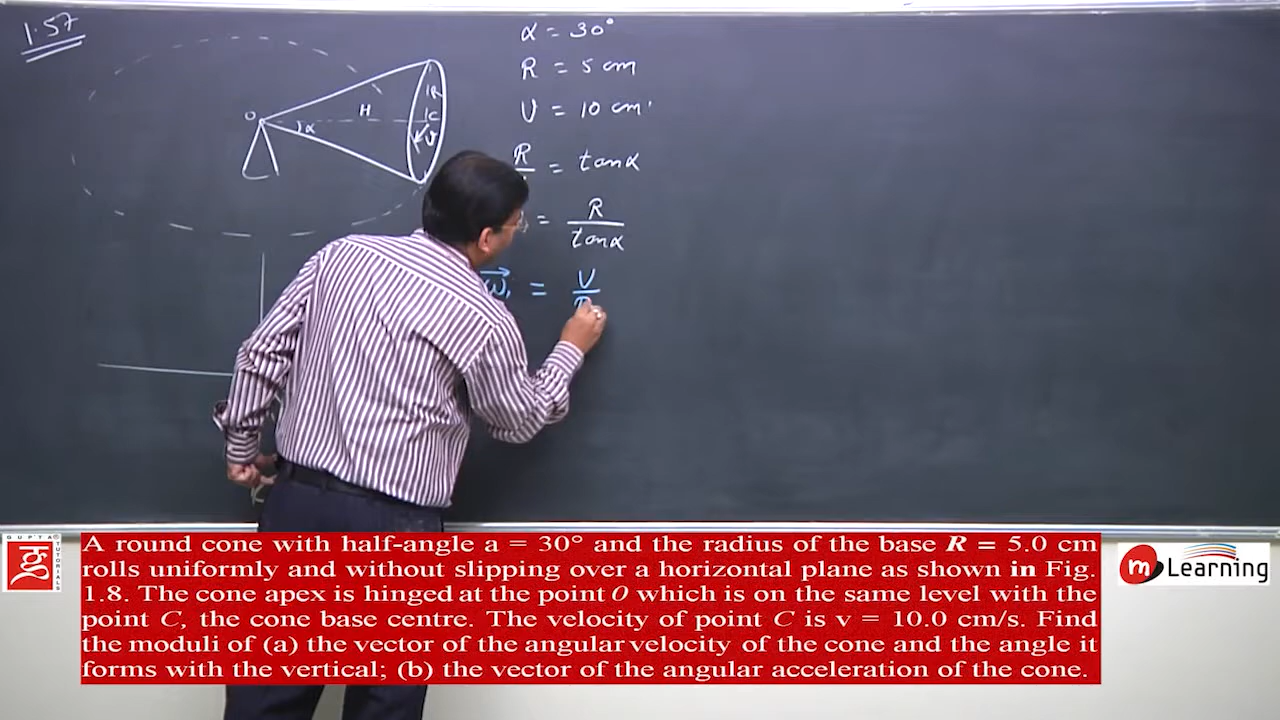 1.57
α = 30°
R = 5 cm
V = 10 cm
R = tanα
= R / tanα
ω₁ = V
O
α
H
R
C
v
A round cone with half-angle a = 30° and the radius of the base R = 5.0 cm
rolls uniformly and without slipping over a horizontal plane as shown in Fig.
1.8. The cone apex is hinged at the point 0 which is on the same level with the
point C, the cone base centre. The velocity of point C is v = 10.0 cm/s. Find
the moduli of (a) the vector of the angular velocity of the cone and the angle it
forms with the vertical; (b) the vector of the angular acceleration of the cone.
GUPTA
TUTORIALS
m Learning